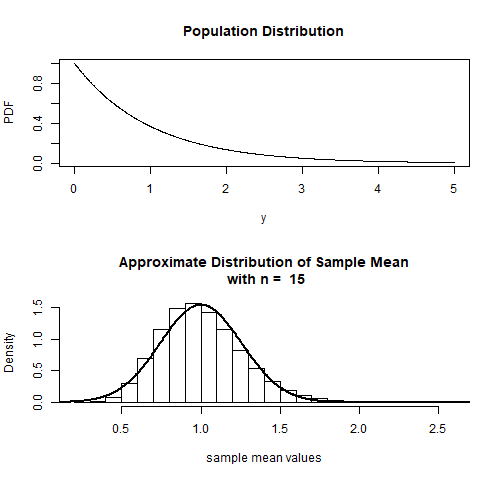 Population Distribution
PDF
0.0 0.4 0.8
0 1 2 3 4 5
y
Approximate Distribution of Sample Mean
with n = 15
Density
0.0 0.5 1.0 1.5
0.5 1.0 1.5 2.0 2.5
sample mean values